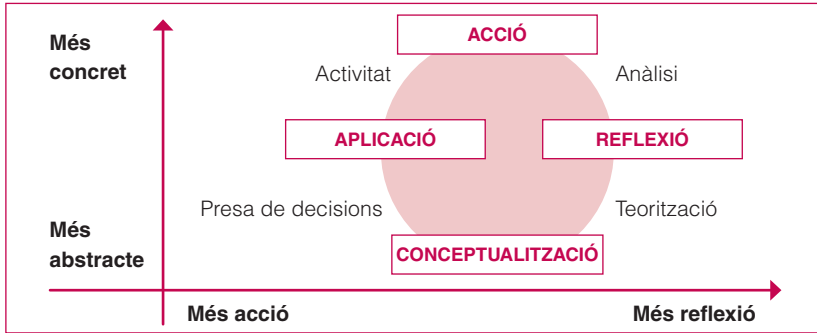 ACCIÓ
Més
concret
Activitat
Anàlisi
APLICACIÓ
REFLEXIÓ
Presa de decisions
Teorització
Més
abstracte
CONCEPTUALITZACIÓ
Més acció
Més reflexió